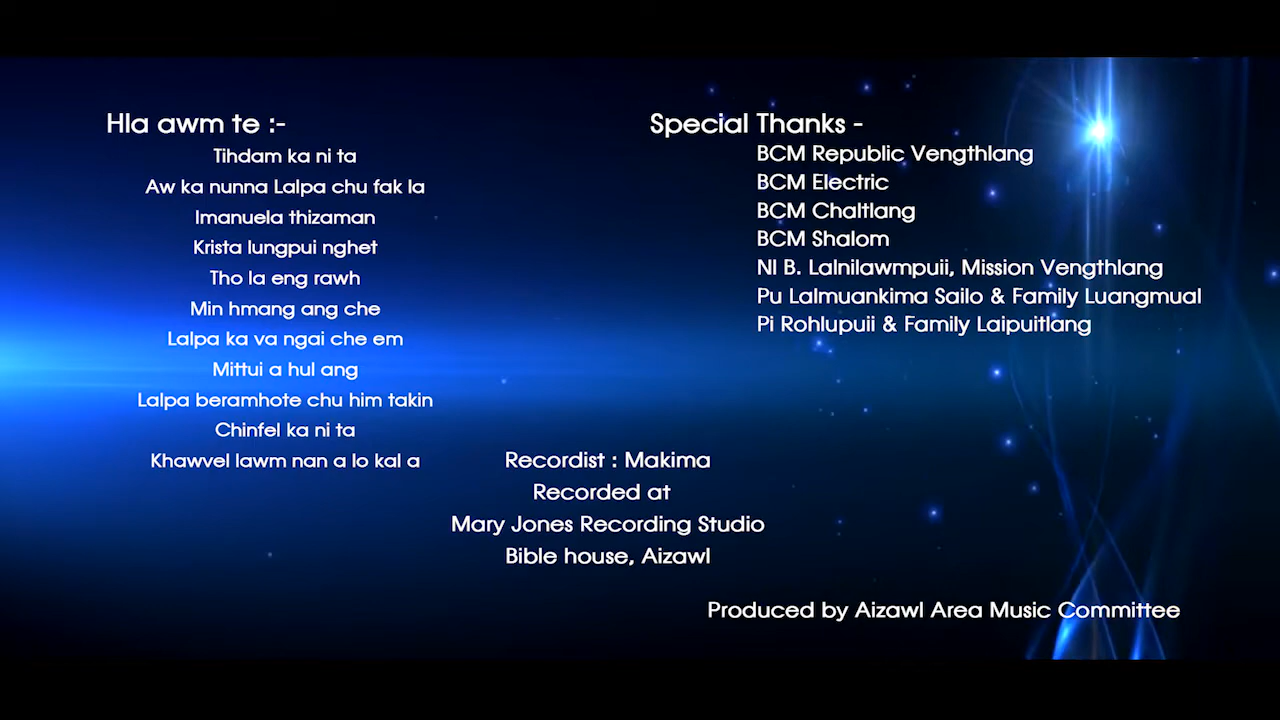 Hla awm te :-
Tihdam ka ni ta
Aw ka nunna Lalpa chu fak la
Imanuela thizaman
Krista lungpui nghet
Tho la eng rawh
Min hmang ang che
Lalpa ka va ngai che em
Mittui a hul ang
Lalpa beramhote chu him takin
Chinfel ka ni ta
Khawvel lawm nan a lo kal a
Special Thanks -
BCM Republic Vengthlang
BCM Electric
BCM Chaltlang
BCM Shalom
Nl B. Lalnilawmpuii, Mission Vengthlang
Pu Lalmuankima Sailo & Family Luangmual
Pi Rohlupuii & Family Laipuitlang
Recordist : Makima
Recorded at
Mary Jones Recording Studio
Bible house, Aizawl
Produced by Aizawl Area Music Committee